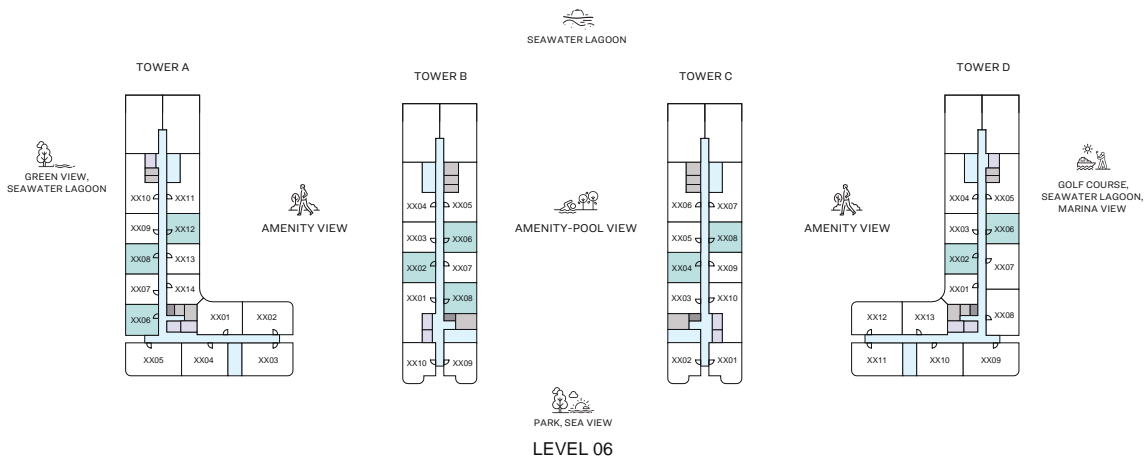 SEAWATER LAGOON
TOWER A
TOWER B
TOWER C
TOWER D
GREEN VIEW,
SEAWATER LAGOON
GOLF COURSE,
SEAWATER LAGOON,
MARINA VIEW
AMENITY VIEW
AMENITY-POOL VIEW
AMENITY VIEW
XX10
XX11
XX09
XX12
XX08
XX13
XX07
XX14
XX06
XX01
XX02
XX05
XX04
XX03
XX04
XX05
XX03
XX06
XX02
XX07
XX01
XX08
XX10
XX09
XX06
XX07
XX05
XX08
XX04
XX09
XX03
XX10
XX02
XX01
XX04
XX05
XX03
XX06
XX02
XX07
XX01
XX08
XX12
XX13
XX11
XX10
XX09
PARK, SEA VIEW
LEVEL 06